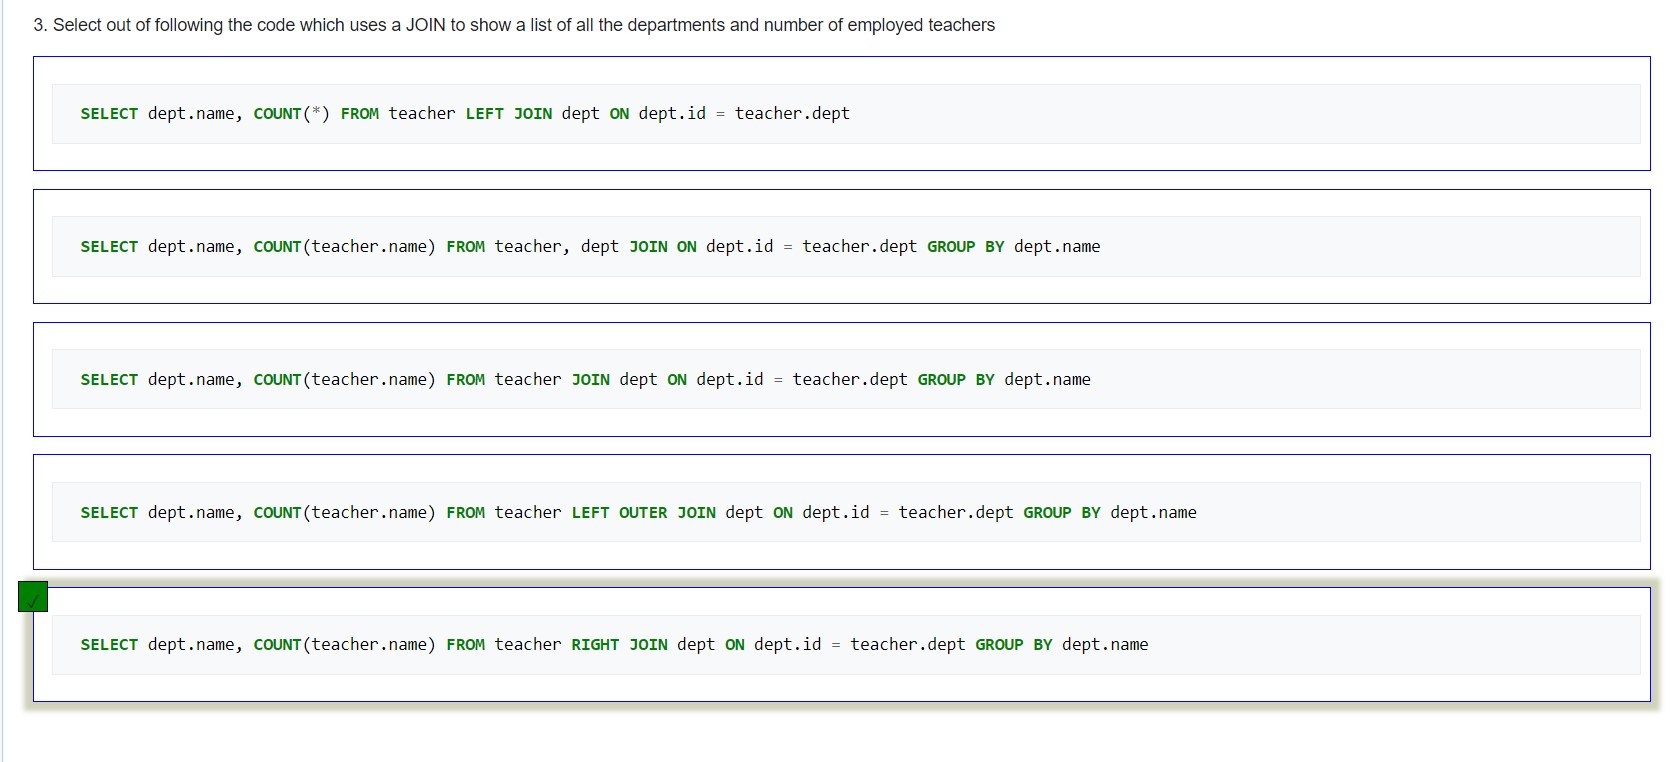 3. Select out of following the code which uses a JOIN to show a list of all the departments and number of employed teachers
SELECT dept.name, COUNT(*) FROM teacher LEFT JOIN dept ON dept.id = teacher.dept
SELECT dept.name, COUNT(teacher.name) FROM teacher, dept JOIN ON dept.id = teacher.dept GROUP BY dept.name
SELECT dept.name, COUNT(teacher.name) FROM teacher JOIN dept ON dept.id = teacher.dept GROUP BY dept.name
SELECT dept.name, COUNT(teacher.name) FROM teacher LEFT OUTER JOIN dept ON dept.id = teacher.dept GROUP BY dept.name
✓
SELECT dept.name, COUNT(teacher.name) FROM teacher RIGHT JOIN dept ON dept.id = teacher.dept GROUP BY dept.name